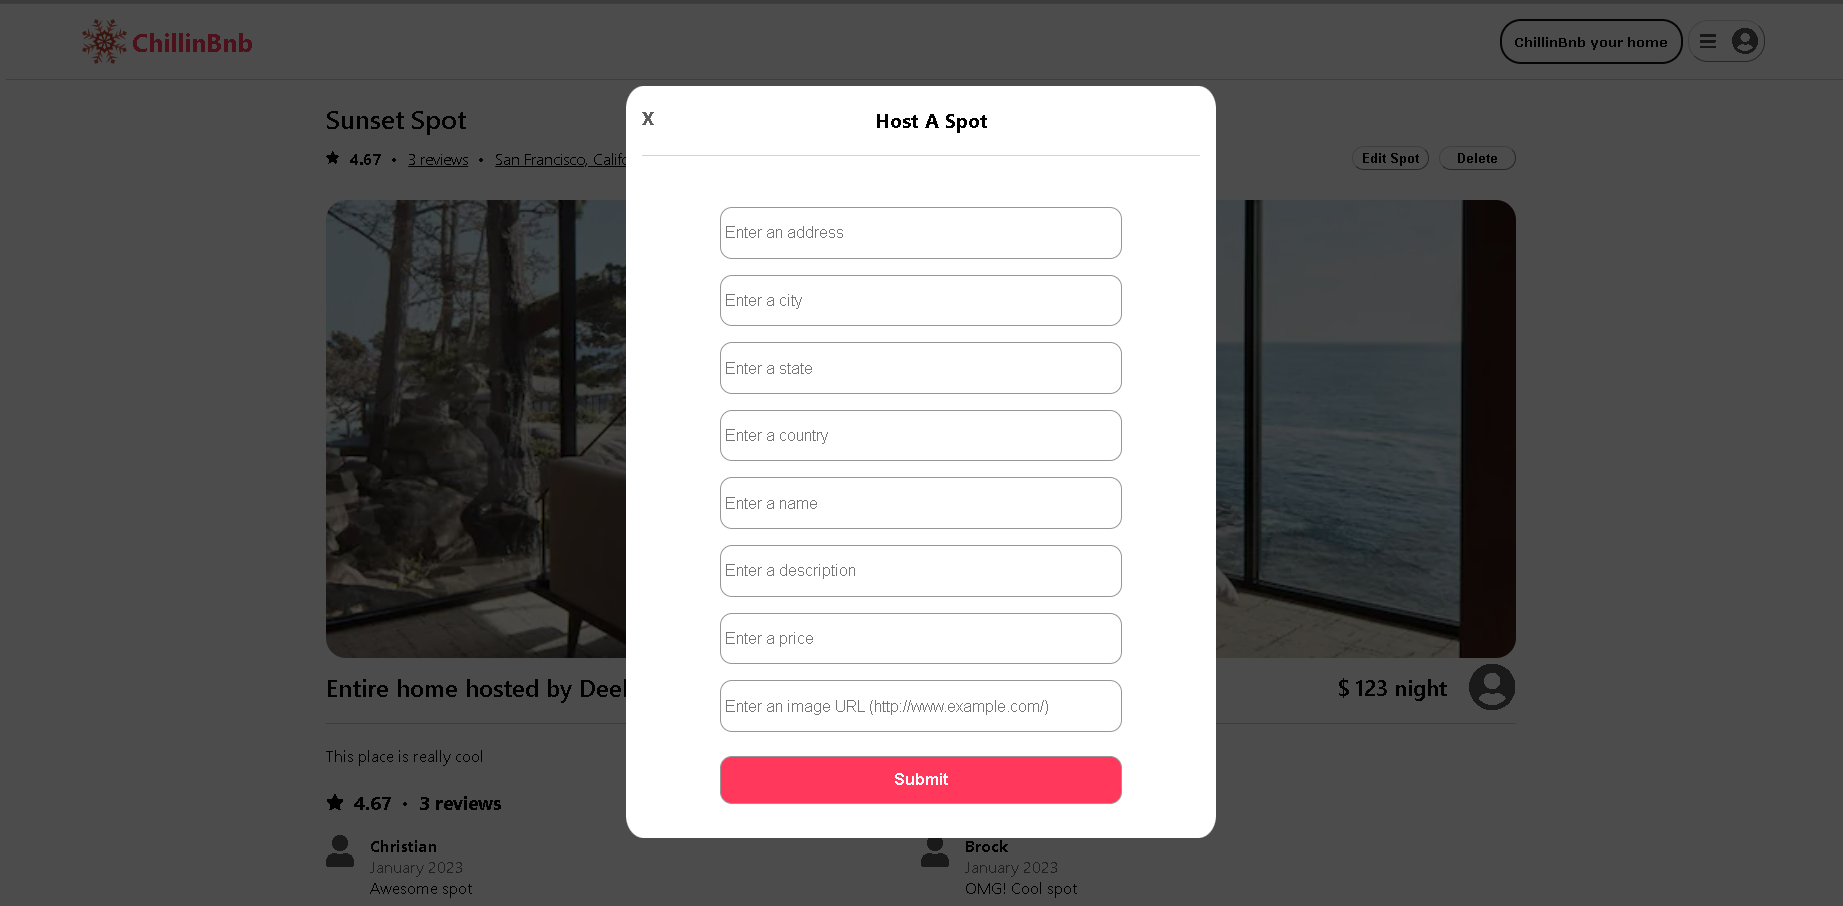 ChillinBnb
ChillinBnb your home
Sunset Spot
4.67 • 3 reviews • San Francisco,
Edit Spot
Delete
X
Host A Spot
Enter an address
Enter a city
Enter a state
Enter a country
Enter a name
Enter a description
Enter a price
Enter an image URL (http://www.example.com/)
Submit
Entire home hosted by
$ 123 night
This place is really cool
4.67 • 3 reviews
Christian
January 2023
Awesome spot
Brock
January 2023
OMG! Cool spot